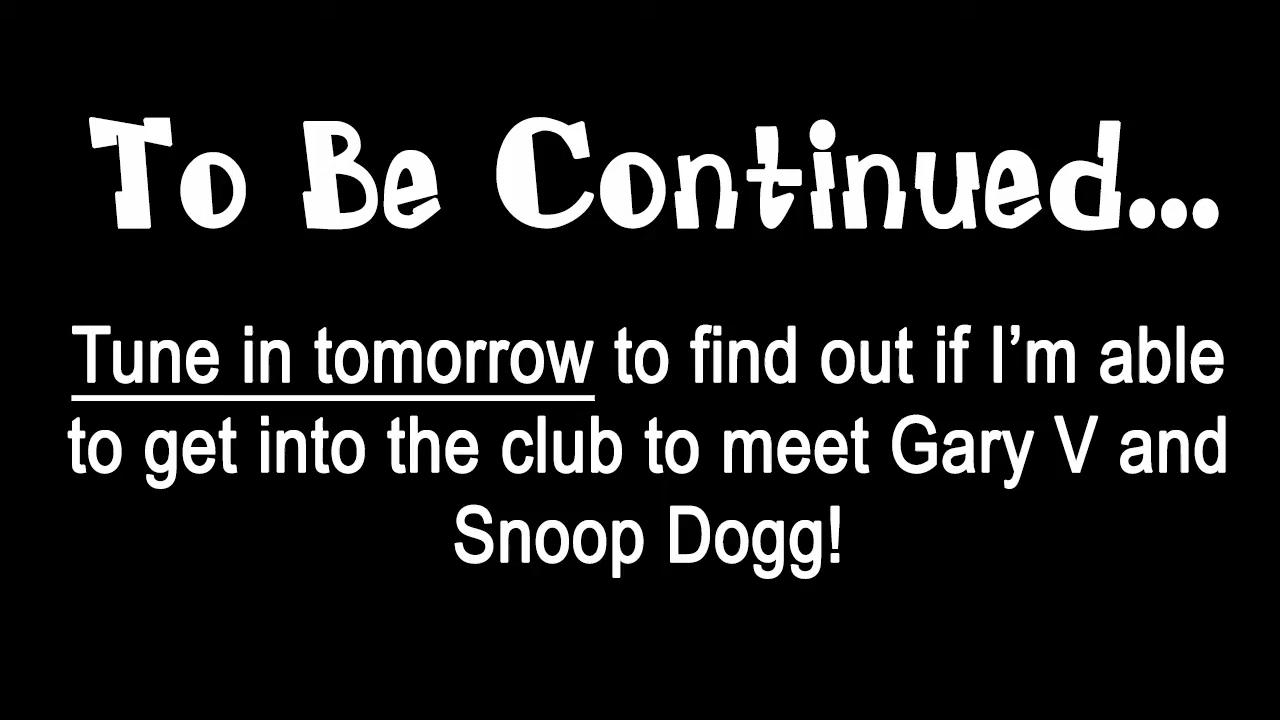 To Be Continued...
Tune in tomorrow to find out if I’m able
to get into the club to meet Gary V and
Snoop Dogg!